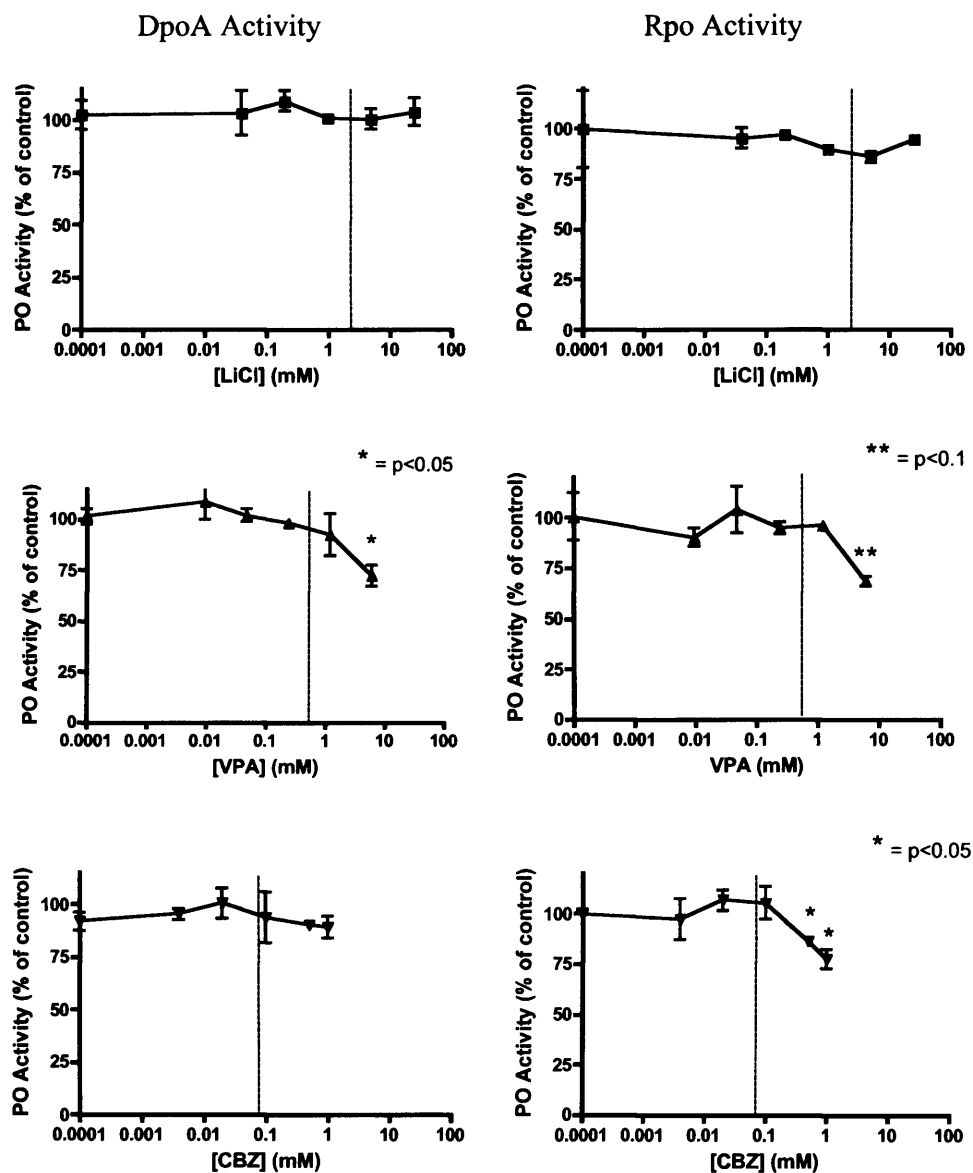 DpoA Activity
Rpo Activity
PO Activity (% of control)
100
75
50
25
0
0.0001 0.01 0.1 1 10 100
[LiCl] (mM)
PO Activity (% of control)
100
75
50
25
0
0.0001 0.001 0.01 0.1 1 10 100
[LiCl] (mM)
* = p<0.05
PO Activity (% of control)
100
75
50
25
0
*
0.0001 0.001 0.01 0.1 1 10 100
[VPA] (mM)
** = p<0.1
PO Activity (% of control)
100
75
50
25
0
**
0.0001 0.01 0.1 1 10 100
VPA (mM)
PO Activity (% of control)
100
75
50
25
0
0.0001 0.001 0.01 0.1 1 10 100
[CBZ] (mM)
* = p<0.05
PO Activity (% of control)
100
75
50
25
0
*
*
0.0001 0.001 0.01 0.1 1 10 100
[CBZ] (mM)